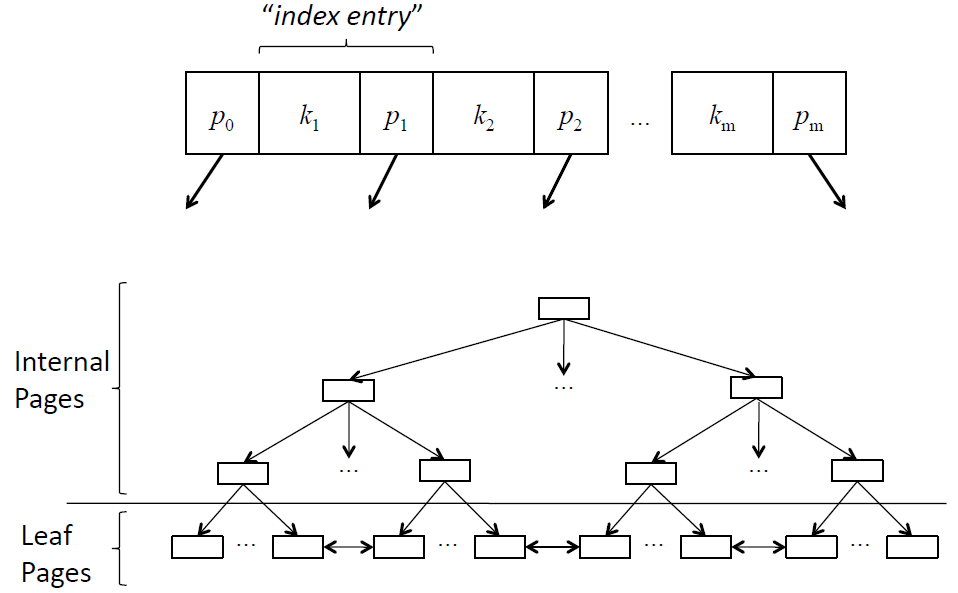 “index entry”
p0 k1 p1 k2 p2 ... km pm
Internal
Pages
...
... ...
Leaf
Pages
... ... ... ...